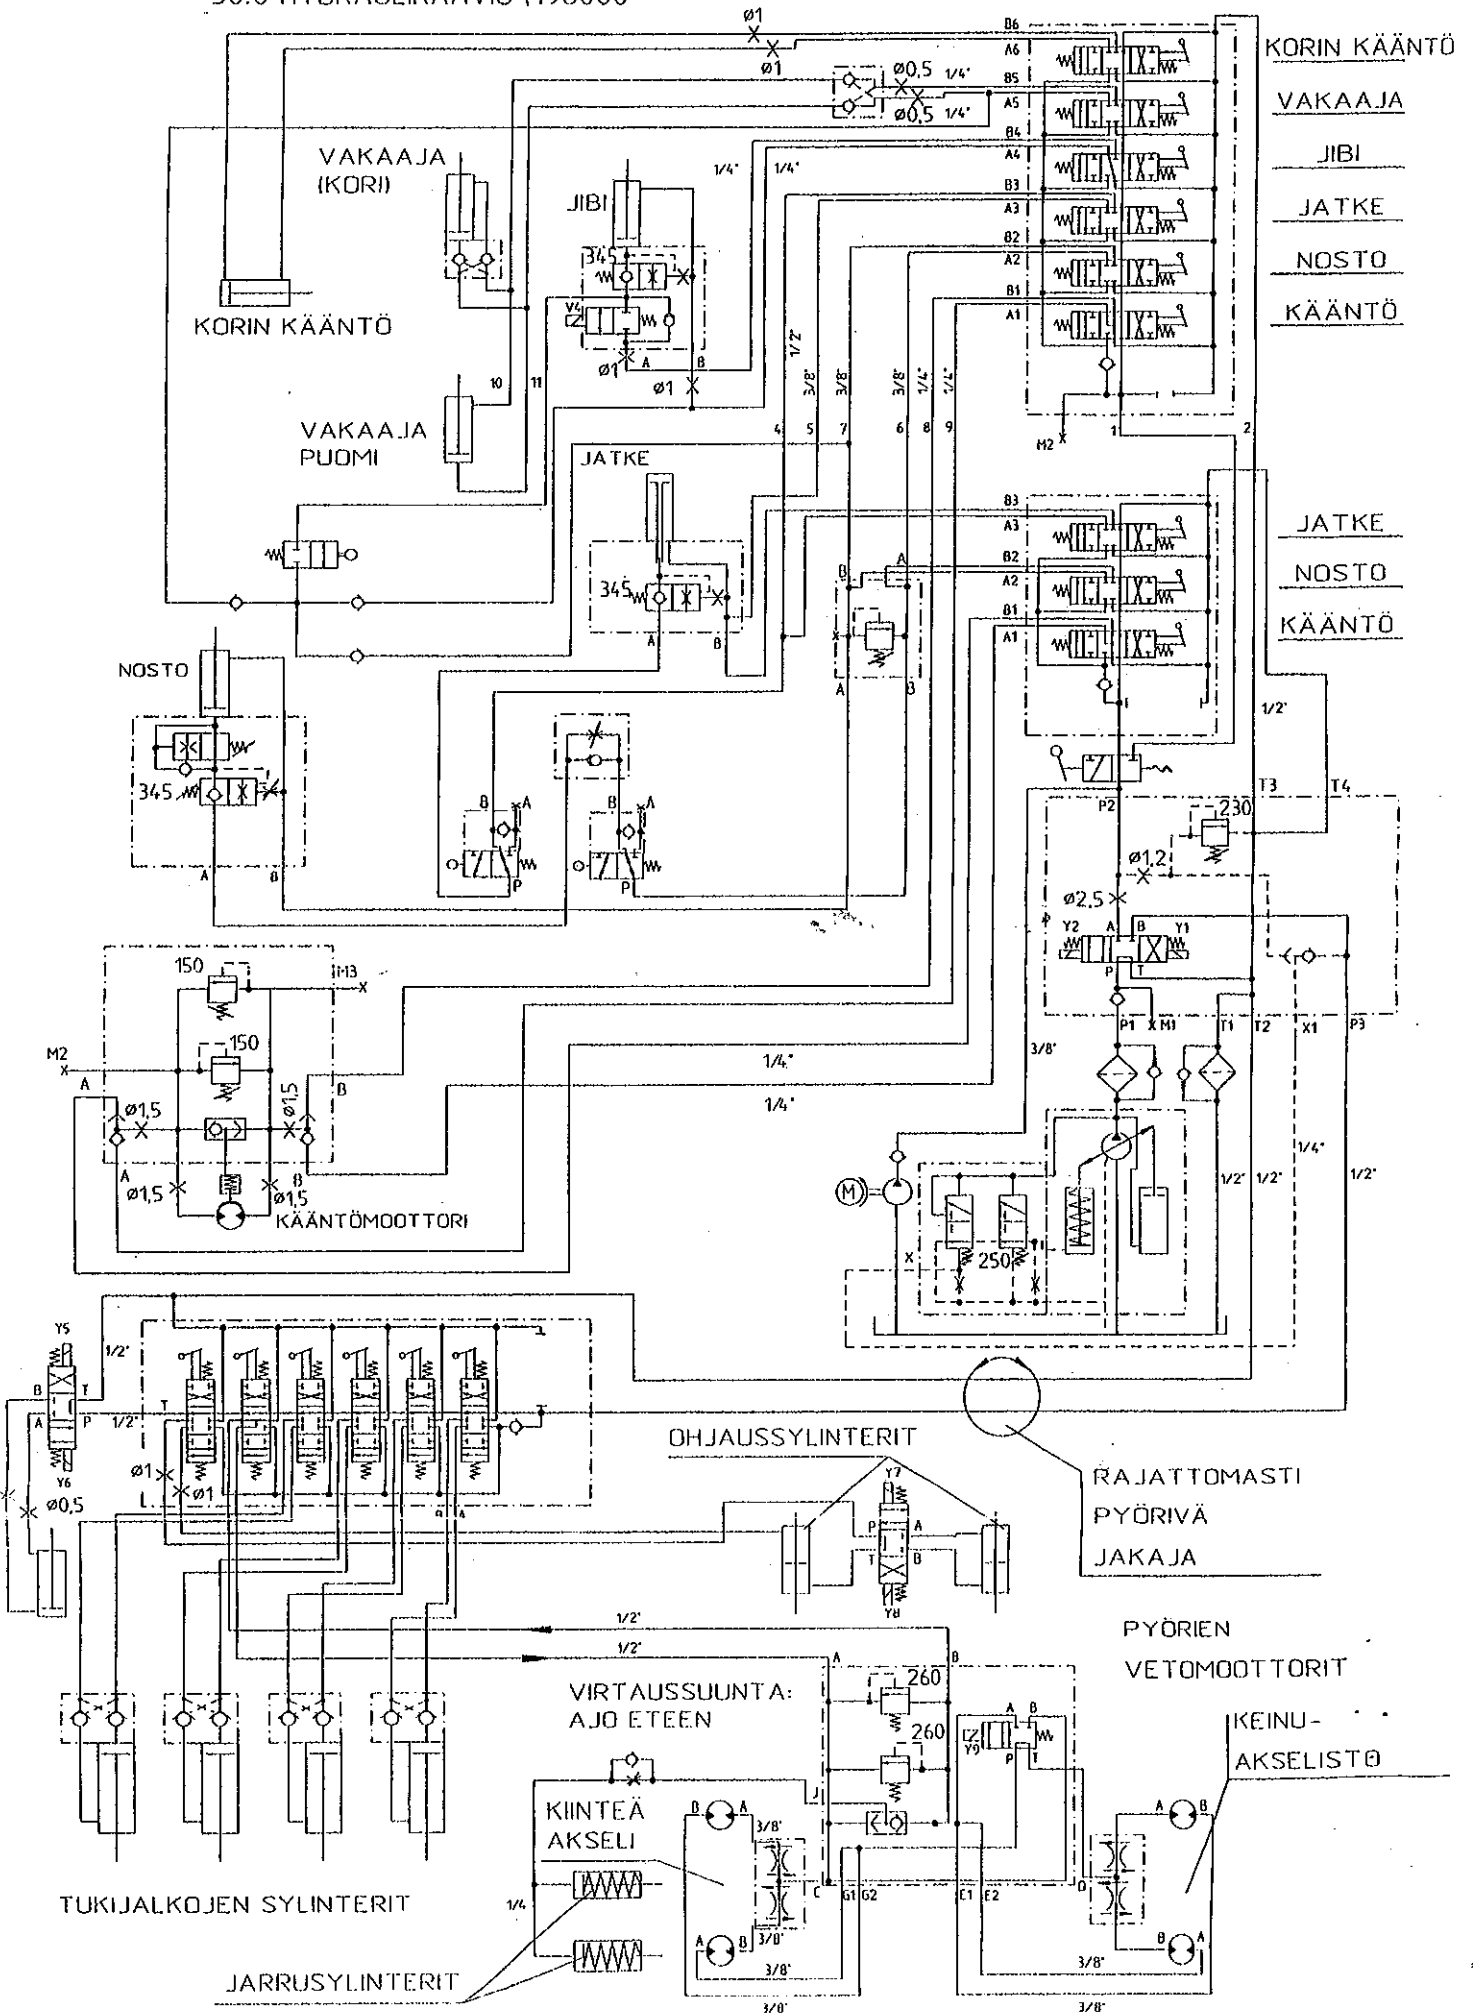 Ø1
B6
A6
KORIN KÄÄNTÖ
Ø1
Ø0,5
1/4"
B5
A5
VAKAAJA
Ø0,5
1/4"
B4
A4
JIBI
VAKAAJA
(KORI)
1/4"
1/4"
B3
A3
JATKE
JIBI
B2
A2
NOSTO
345
B1
A1
KÄÄNTÖ
KORIN KÄÄNTÖ
V4
Ø1
A
B
Ø1
10
11
1/2"
3/8"
3/8"
3/8"
1/4"
1/4"
4
5
7
6
8
9
M2
1
2
VAKAAJA
PUOMI
JATKE
B3
A3
JATKE
B2
A2
NOSTO
B1
A1
KÄÄNTÖ
345
A
B
B
A
A
B
NOSTO
345
A
B
1/2"
B
A
P
B
A
P
P2
T3
T4
230
Ø1,2
Ø2,5
P
Y2
A
B
Y1
P
T
P1
M1
T1
T2
X1
P3
150
M3
150
M2
A
B
Ø1,5
Ø1,5
A
B
Ø1,5
Ø1,5
KÄÄNTÖMOOTTORI
1/4"
1/4"
3/8"
M
X
250
1/2"
1/2"
1/4"
1/2"
Y5
1/2"
B
T
A
P
1/2"
T
Y6
Ø0,5
Ø1
Ø1
B
A
OHJAUSSYLINTERIT
Y7
P
A
T
B
Y8
RAJATTOMASTI
PYÖRIVÄ
JAKAJA
1/2"
1/2"
PYÖRIEN
VETOMOOTTORIT
VIRTAUSSUUNTA:
AJO ETEEN
A
B
260
260
A
B
Y9
P
T
KEINU-
AKSELISTO
J
KIINTEÄ
AKSELI
B
A
3/8"
A
B
3/8"
C
G1
G2
E1
E2
D
A
B
B
A
1/4
3/8"
3/8"
3/8"
3/8"
TUKIJALKOJEN SYLINTERIT
JARRUSYLINTERIT